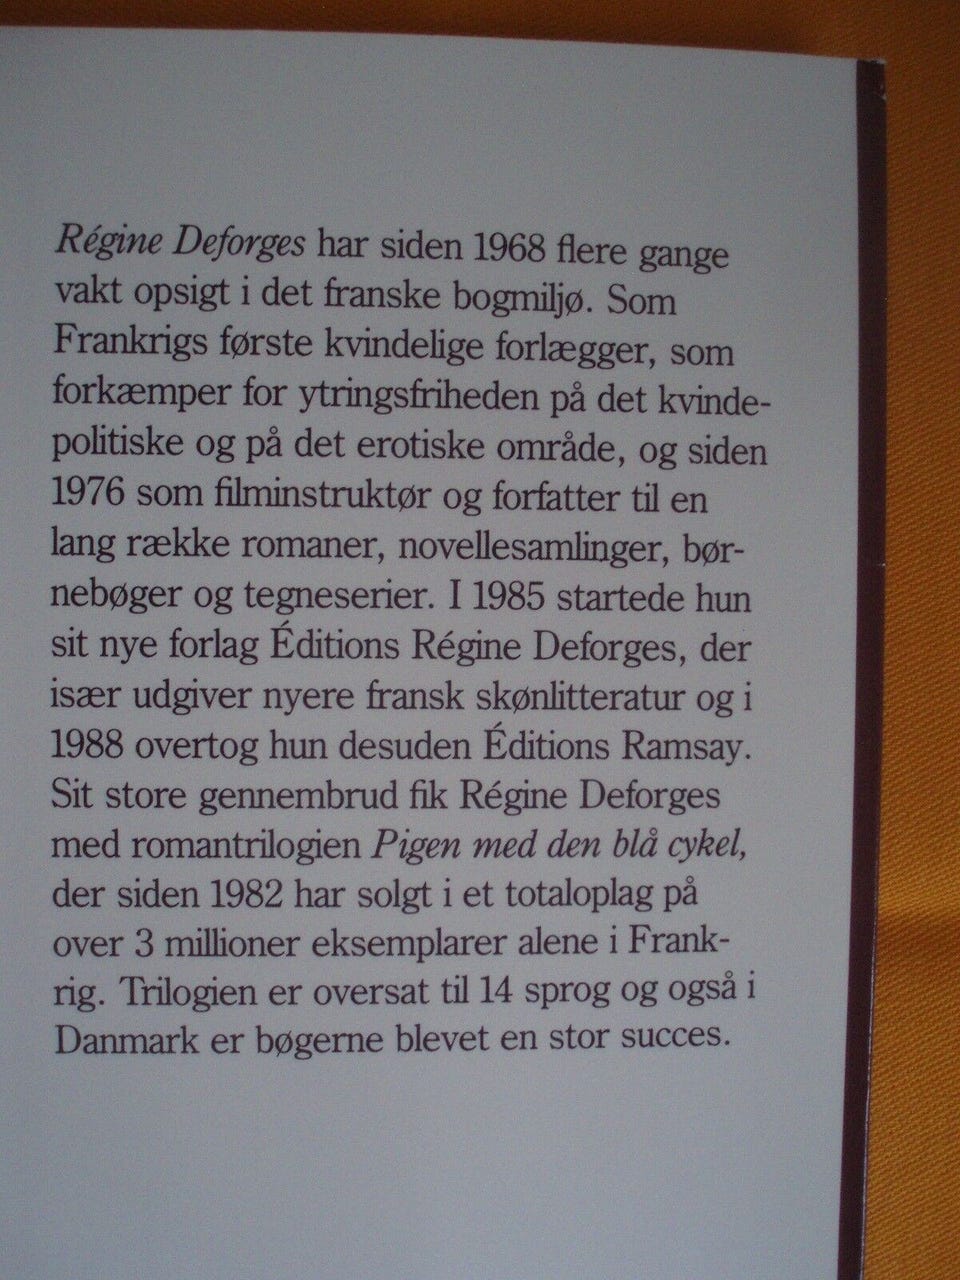 Régine Deforges har siden 1968 flere gange
vakt opsigt i det franske bogmiljø. Som
Frankrigs første kvindelige forlægger, som
forkæmper for ytringsfriheden på det kvinde-
politiske og på det erotiske område, og siden
1976 som filminstruktør og forfatter til en
lang række romaner, novellesamlinger, bør-
nebøger og tegneserier. I 1985 startede hun
sit nye forlag Éditions Régine Deforges, der
især udgiver nyere fransk skønlitteratur og i
1988 overtog hun desuden Éditions Ramsay.
Sit store gennembrud fik Régine Deforges
med romantrilogien Pigen med den blå cykel,
der siden 1982 har solgt i et totaloplag på
over 3 millioner eksemplarer alene i Frank-
rig. Trilogien er oversat til 14 sprog og også i
Danmark er bøgerne blevet en stor succes.